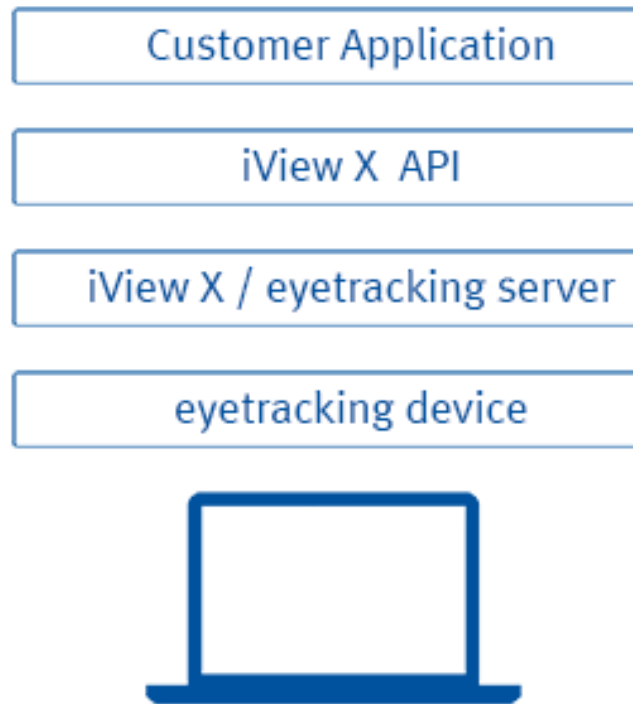 Customer Application
iView X  API
iView X / eyetracking server
eyetracking device